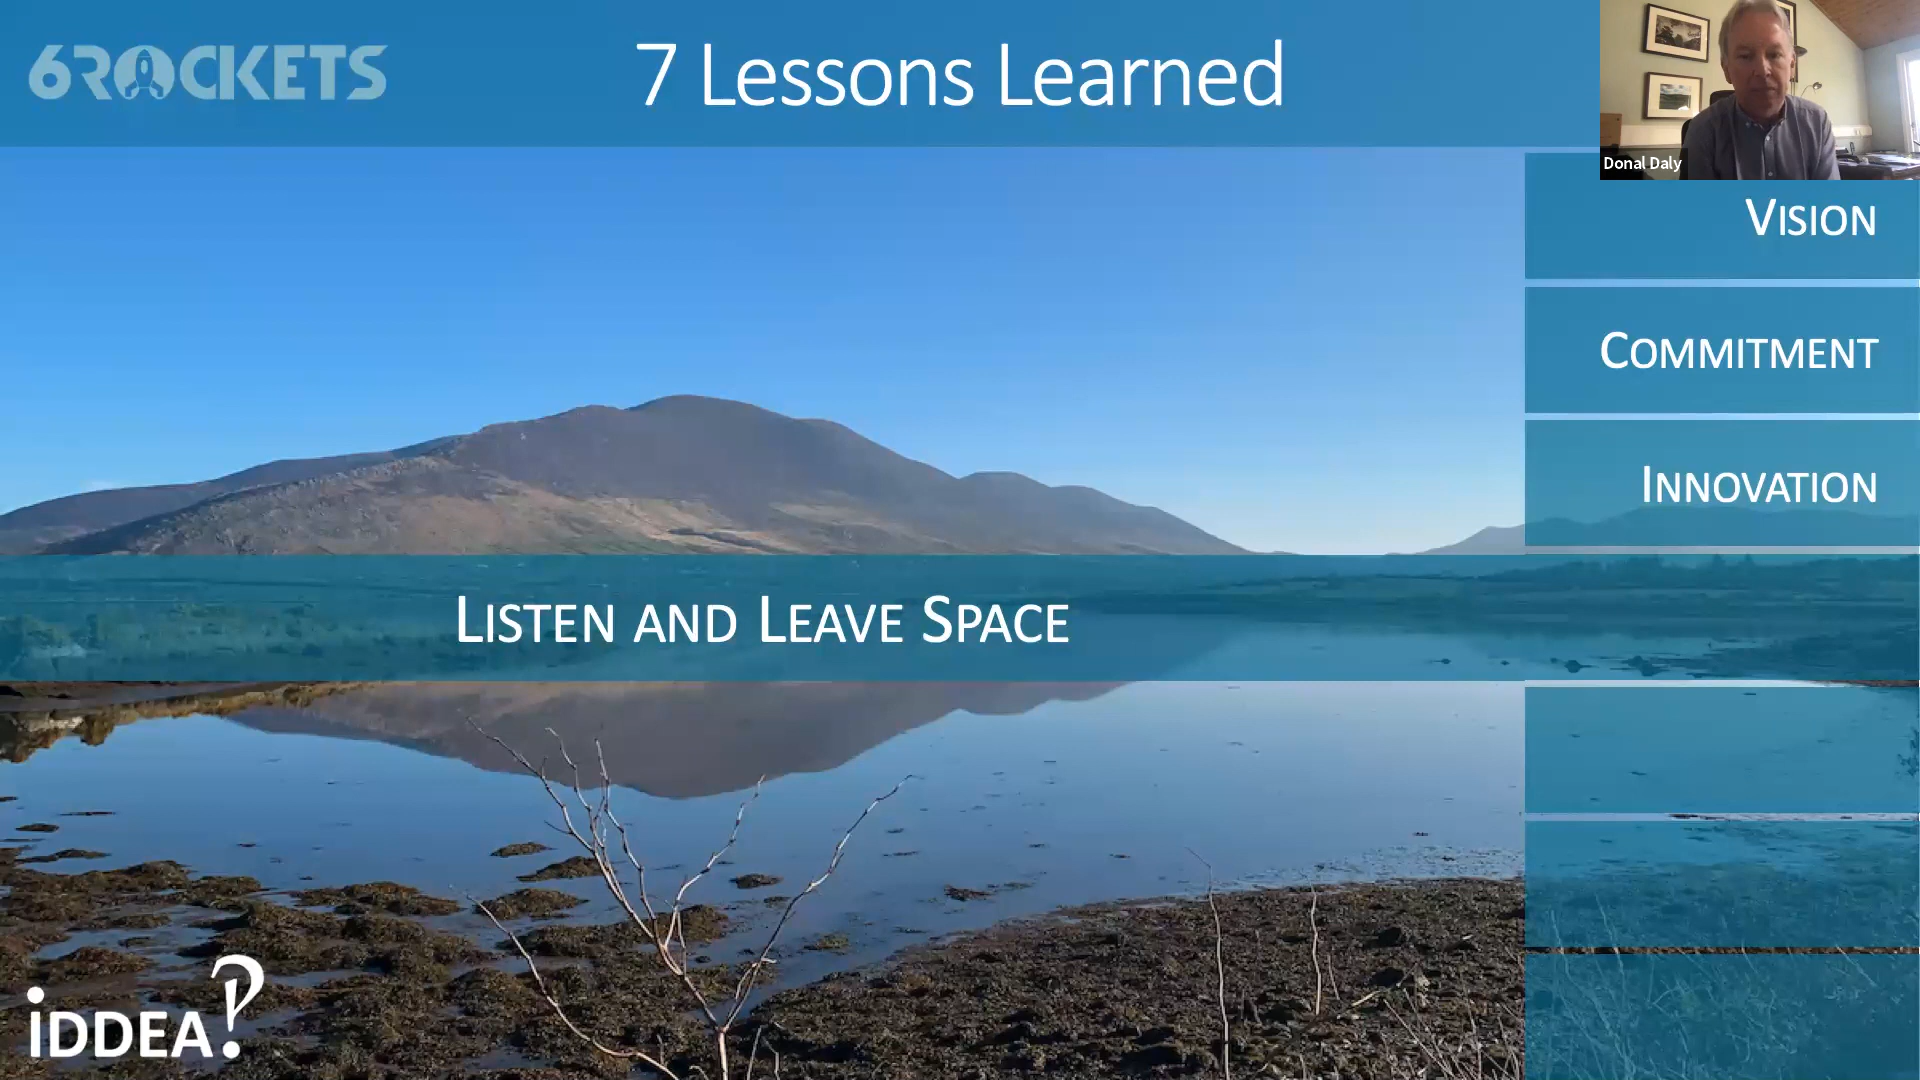 6ROCKETS
7 Lessons Learned
Donal Daly
VISION
COMMITMENT
INNOVATION
LISTEN AND LEAVE SPACE
iDDEA?